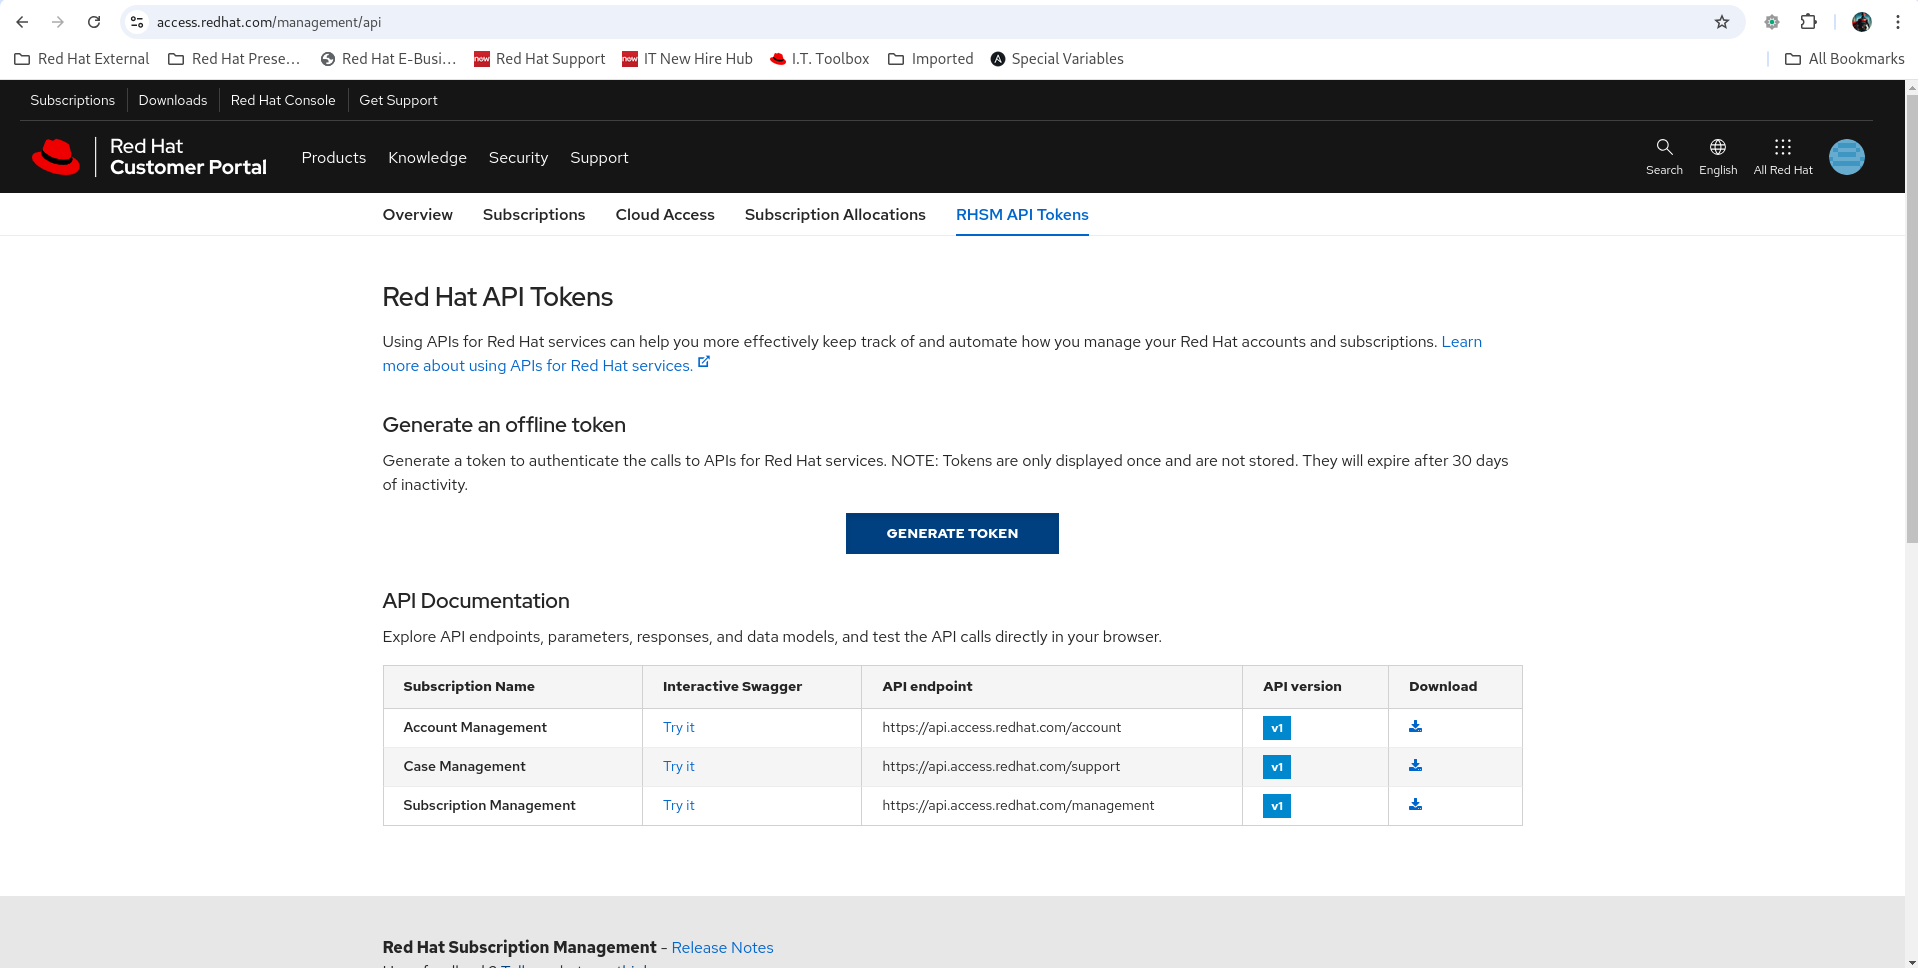 access.redhat.com/management/api
Red Hat External
Red Hat Prese...
Red Hat E-Busi...
now
Red Hat Support
now
IT New Hire Hub
I.T. Toolbox
Imported
A
Special Variables
All Bookmarks
Subscriptions
Downloads
Red Hat Console
Get Support
Red Hat
Customer Portal
Products
Knowledge
Security
Support
Search
English
All Red Hat
Overview
Subscriptions
Cloud Access
Subscription Allocations
RHSM API Tokens
Red Hat API Tokens
Using APIs for Red Hat services can help you more effectively keep track of and automate how you manage your Red Hat accounts and subscriptions. Learn
more about using APIs for Red Hat services.
Generate an offline token
Generate a token to authenticate the calls to APIs for Red Hat services. NOTE: Tokens are only displayed once and are not stored. They will expire after 30 days
of inactivity.
GENERATE TOKEN
API Documentation
Explore API endpoints, parameters, responses, and data models, and test the API calls directly in your browser.
Subscription Name Interactive Swagger API endpoint API version Download
Account Management Try it https://api.access.redhat.com/account v1
Case Management Try it https://api.access.redhat.com/support v1
Subscription Management Try it https://api.access.redhat.com/management v1
Red Hat Subscription Management - Release Notes